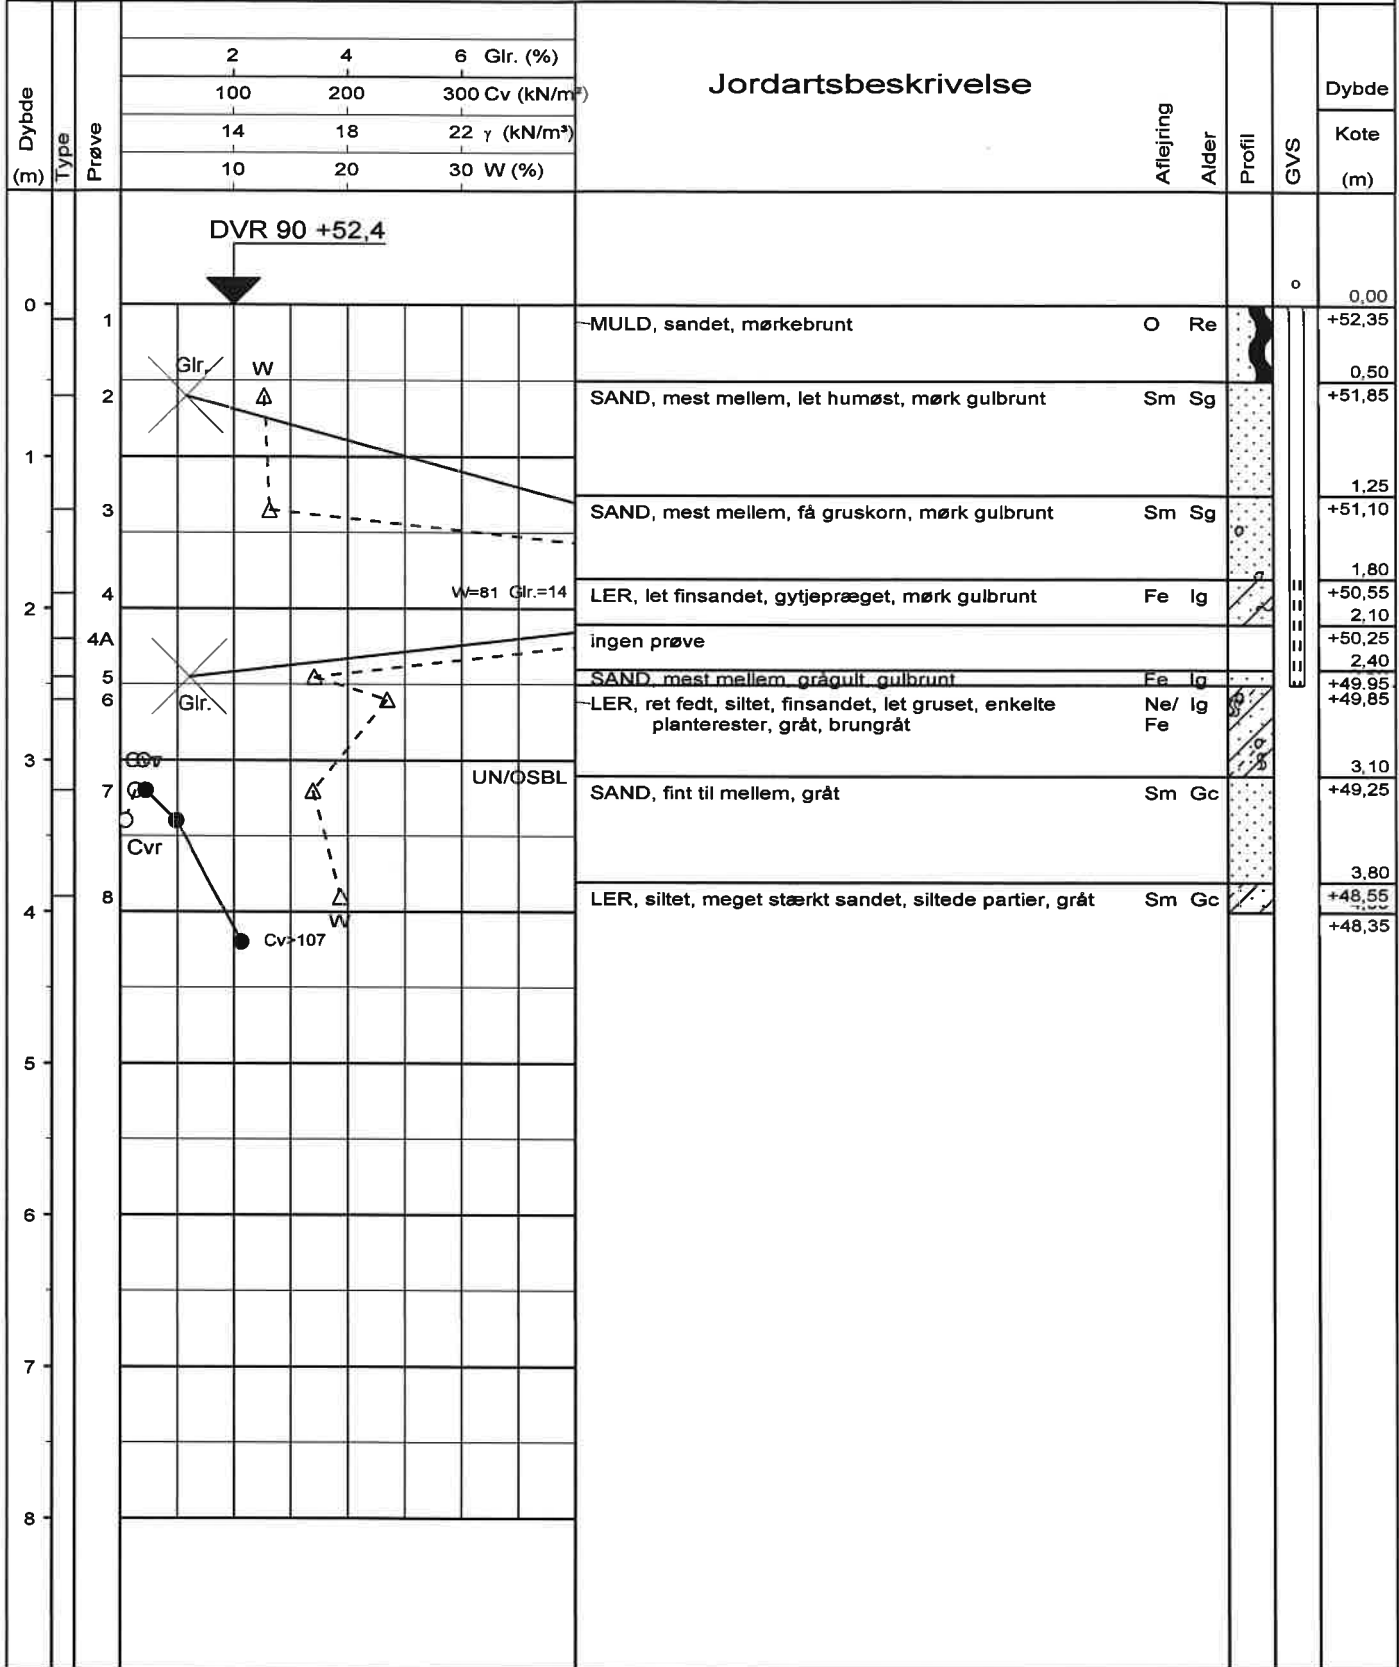 Dybde
(m)
Type
Prøve
2 4 6 Glr. (%)
100 200 300 Cv (kN/m²)
14 18 22 γ (kN/m³)
10 20 30 W (%)
Jordartsbeskrivelse
Aflejring
Alder
Profil
GVS
Dybde
Kote
(m)
DVR 90 +52,4
0,00
0
1 MULD, sandet, mørkebrunt O Re +52,35
Glr. W
0,50
2 SAND, mest mellem, let humøst, mørk gulbrunt Sm Sg +51,85
1
1,25
3 SAND, mest mellem, få gruskorn, mørk gulbrunt Sm Sg +51,10
1,80
4 W=81 Glr.=14 LER, let finsandet, gytjepræget, mørk gulbrunt Fe Ig +50,55
2
2,10
4A ingen prøve +50,25
2,40
5 SAND, mest mellem, grågult, gulbrunt Fe Ig +49,95
6 Glr. LER, ret fedt, siltet, finsandet, let gruset, enkelte Ne/ Ig +49,85
planterester, gråt, brungråt Fe
3
3,10
UN/OSBL
7 SAND, fint til mellem, gråt Sm Gc +49,25
Cvr
3,80
8 LER, siltet, meget stærkt sandet, siltede partier, gråt Sm Gc +48,55
4
W
+48,35
Cv>107
5
6
7
8